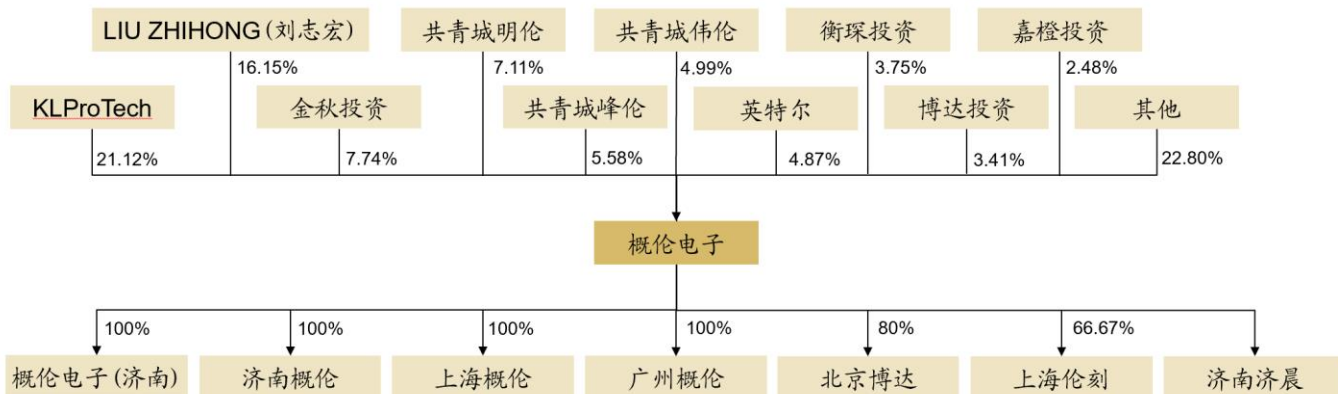 LIU ZHIHONG(刘志宏)
共青城明伦
共青城伟伦
衡琛投资
嘉橙投资
16.15%
7.11%
4.99%
3.75%
2.48%
KLProTech
金秋投资
共青城峰伦
英特尔
博达投资
其他
21.12%
7.74%
5.58%
4.87%
3.41%
22.80%
概伦电子
100%
100%
100%
100%
80%
66.67%
概伦电子(济南)
济南概伦
上海概伦
广州概伦
北京博达
上海伦刻
济南济晨